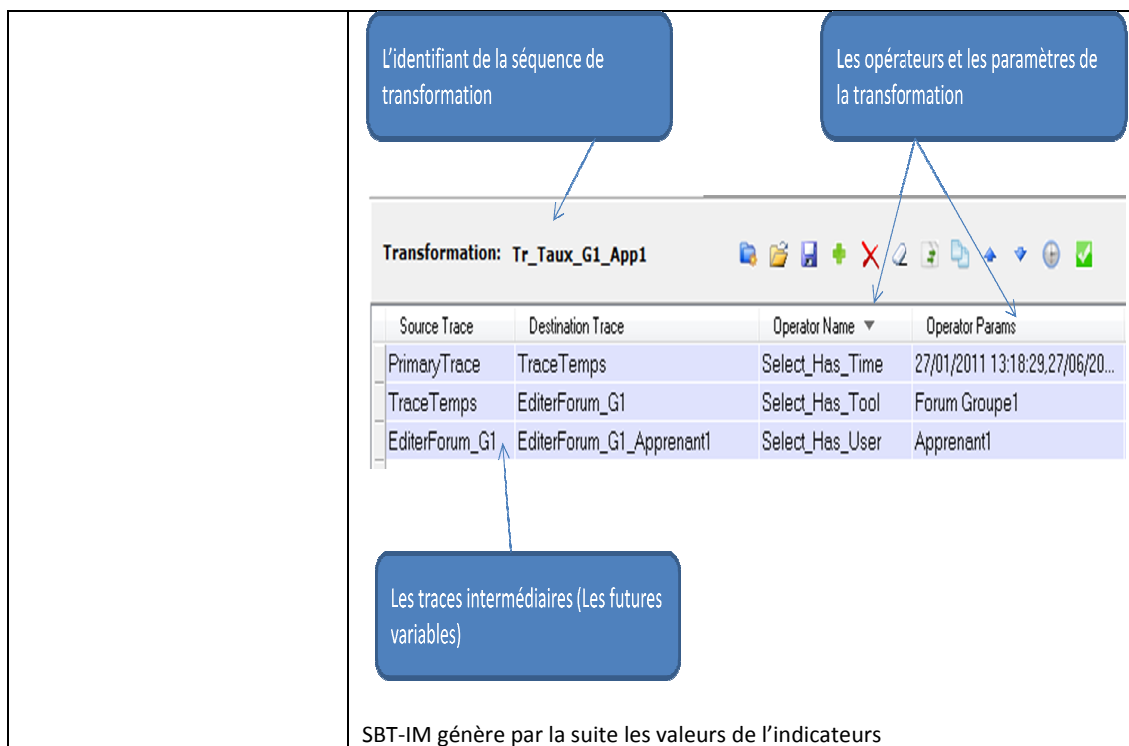 L'identifiant de la séquence de
transformation
Les opérateurs et les paramètres de
la transformation
Transformation: Tr_Taux_G1_App1
Source Trace Destination Trace Operator Name Operator Params
PrimaryTrace TraceTemps Select_Has_Time 27/01/2011 13:18:29,27/06/20...
TraceTemps EditerForum_G1 Select_Has_Tool Forum Groupe1
EditerForum_G1 EditerForum_G1_Apprenant1 Select_Has_User Apprenant1
Les traces intermédiaires (Les futures
variables)
SBT-IM génère par la suite les valeurs de l'indicateurs